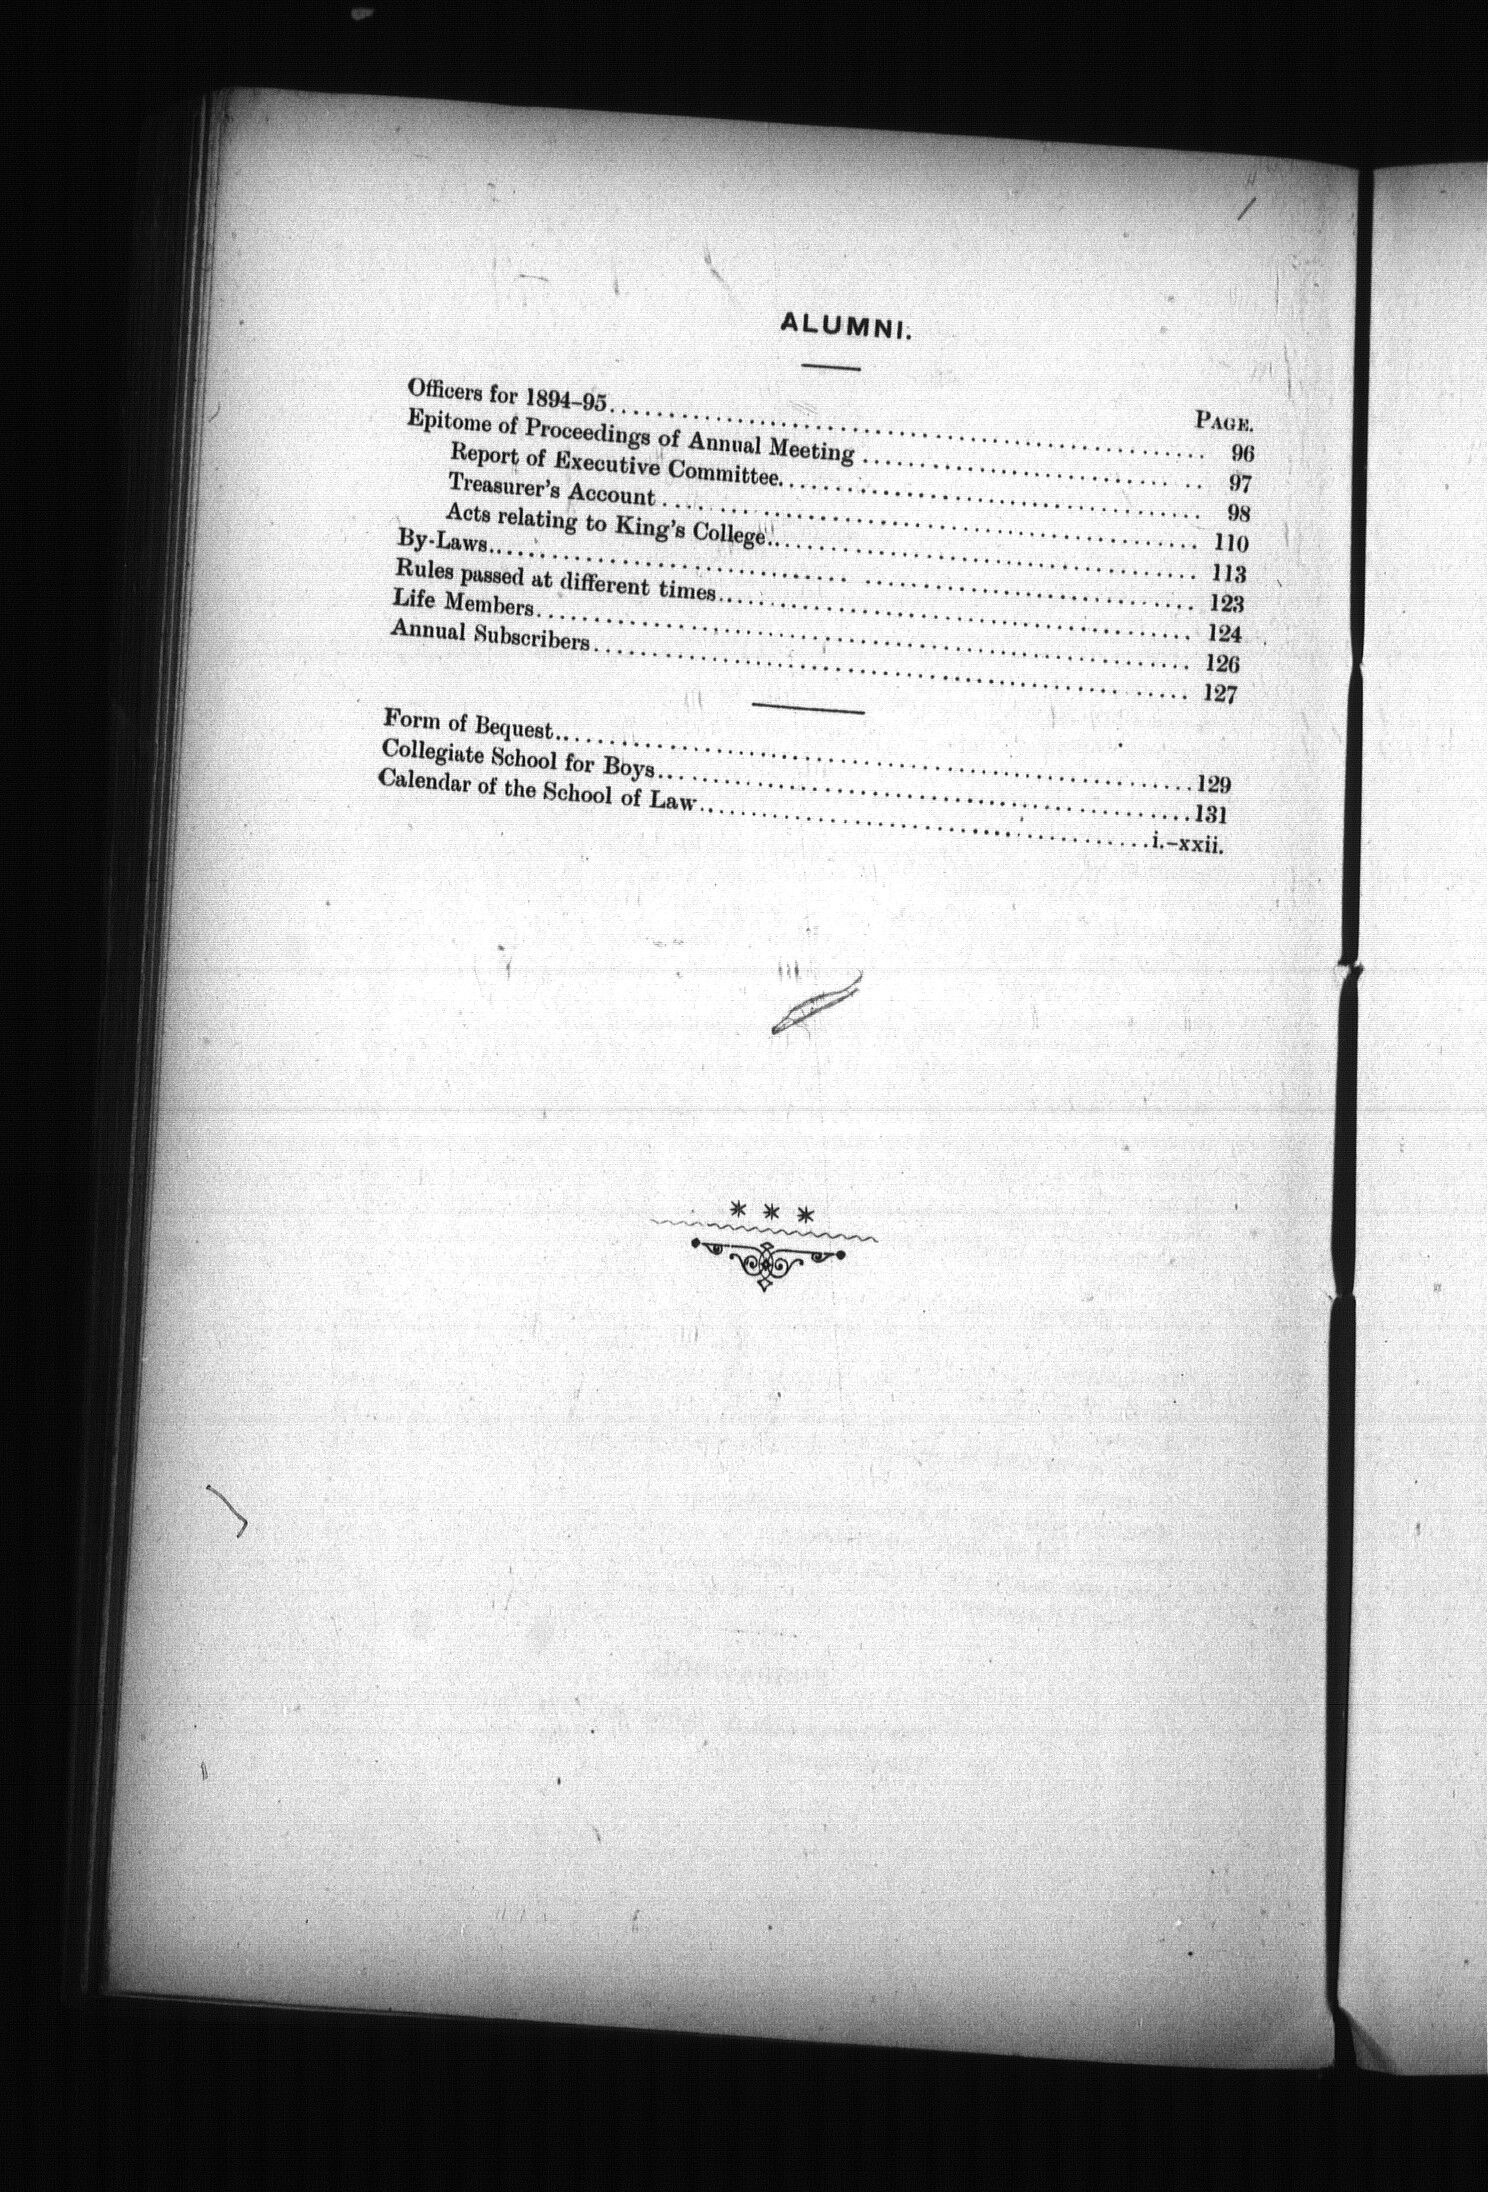 ALUMNI.
PAGE.
Officers for 1894–95........................................................ 96
Epitome of Proceedings of Annual Meeting ............................ .. 97
Report of Executive Committee....................................... 98
Treasurer's Account ................................................ 110
Acts relating to King's College...................................... 113
By-Laws................................ ............................. 123
Rules passed at different times........................................... 124
Life Members........................................................... 126
Annual Subscribers...................................................... 127
Form of Bequest........................................................129
Collegiate School for Boys...............................................131
Calendar of the School of Law........................................i.–xxii.
* * *